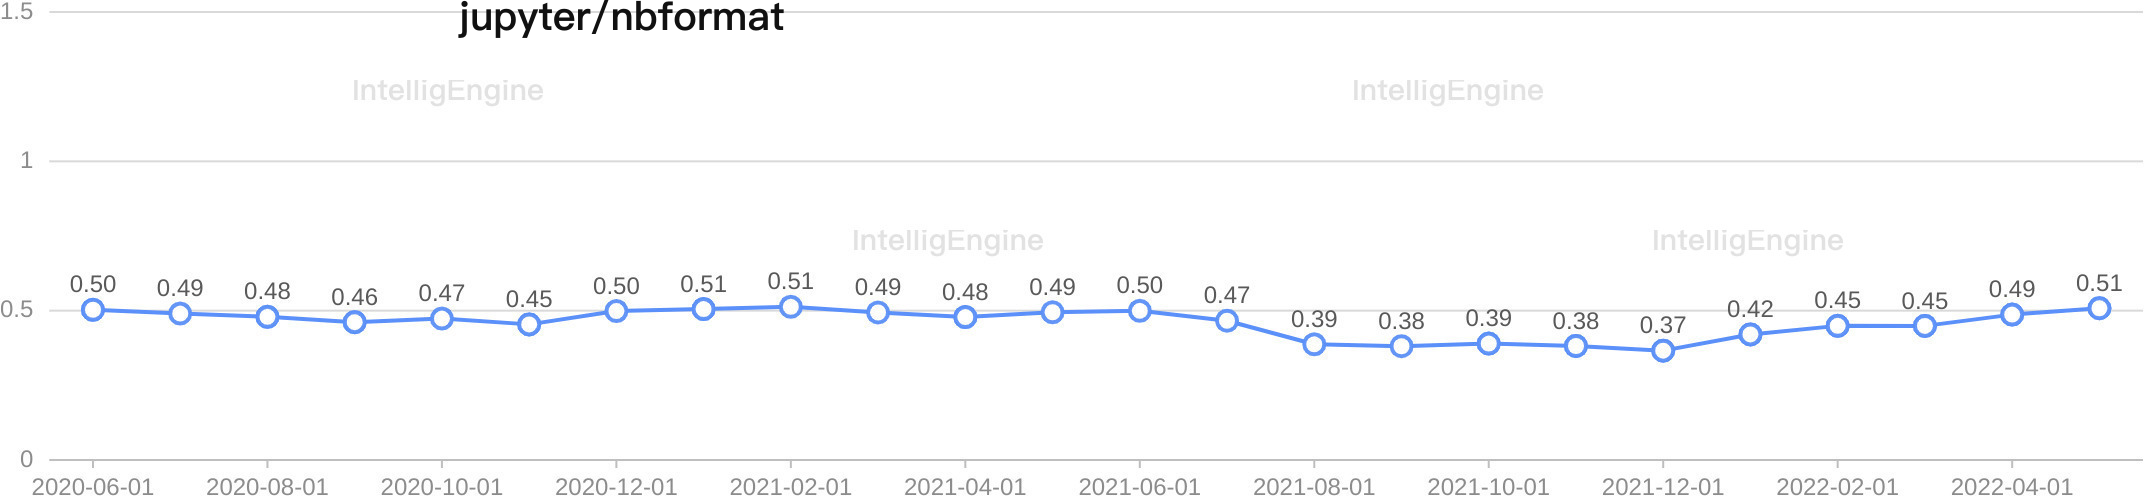 1.5
jupyter/nbformat
IntelligEngine IntelligEngine
1
IntelligEngine IntelligEngine
0.50 0.49 0.48 0.46 0.47 0.45 0.50 0.51 0.51 0.49 0.48 0.49 0.50 0.47 0.39 0.38 0.39 0.38 0.37 0.42 0.45 0.45 0.49 0.51
0.5
0
2020-06-01 2020-08-01 2020-10-01 2020-12-01 2021-02-01 2021-04-01 2021-06-01 2021-08-01 2021-10-01 2021-12-01 2022-02-01 2022-04-01